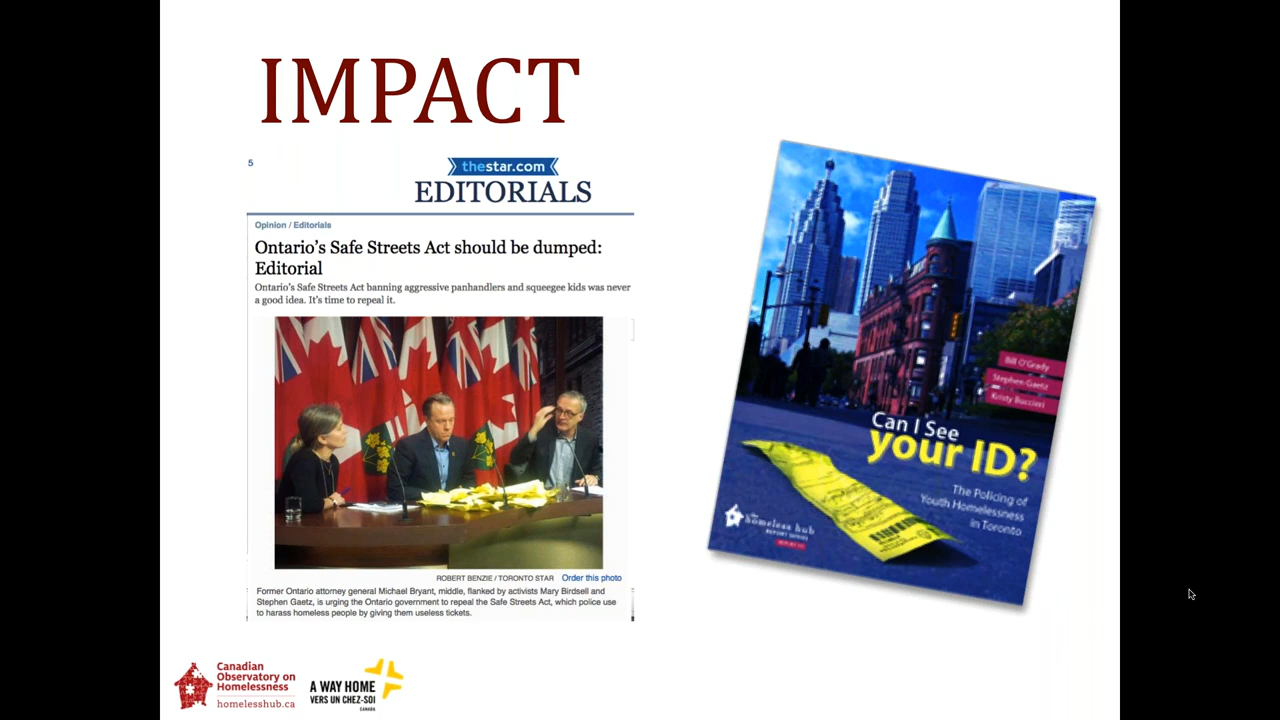 IMPACT
5
thestar.com
EDITORIALS
Opinion / Editorials
Ontario's Safe Streets Act should be dumped:
Editorial
Ontario's Safe Streets Act banning aggressive panhandlers and squeegee kids was never
a good idea. It's time to repeal it.
ROBERT BENZIE / TORONTO STAR Order this photo
Former Ontario attorney general Michael Bryant, middle, flanked by activists Mary Birdsell and
Stephen Gaetz, is urging the Ontario government to repeal the Safe Streets Act, which police use
to harass homeless people by giving them useless tickets.
Bill O'Grady
Stephen Gaetz
Kristy Buccieri
Can I See
your ID?
The Policing of
Youth Homelessness
in Toronto
the
homeless hub
REPORT SERIES
Canadian
Observatory on
Homelessness
homelesshub.ca
A WAY HOME
VERS UN CHEZ-SOI
CANADA